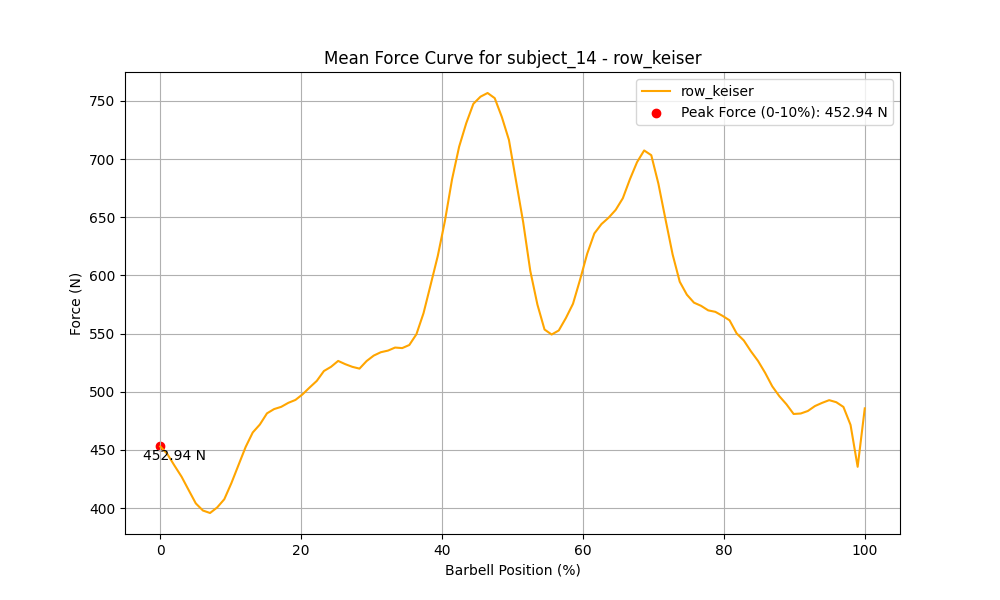 Mean Force Curve for subject_14 - row_keiser
row_keiser
Peak Force (0-10%): 452.94 N
750
700
650
600
550
500
450
400
Force (N)
452.94 N
0 20 40 60 80 100
Barbell Position (%)